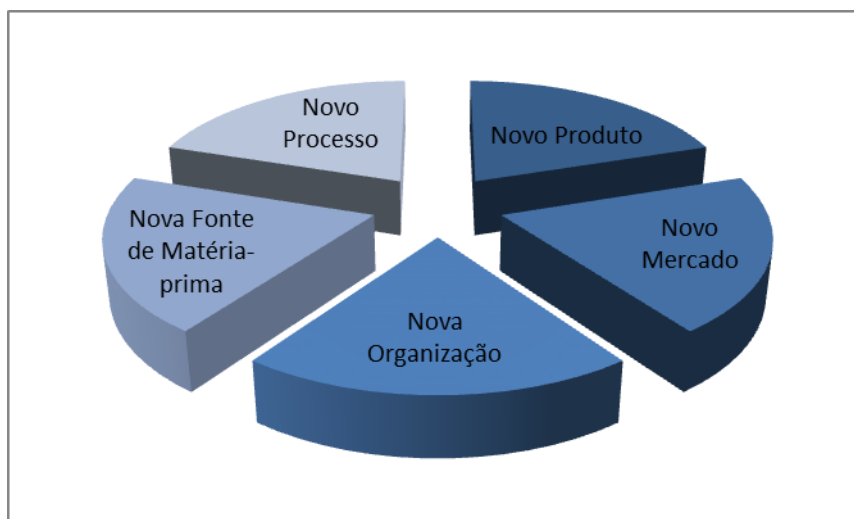 Novo
Processo
Novo Produto
Nova Fonte
de Matéria-
prima
Novo
Mercado
Nova
Organização